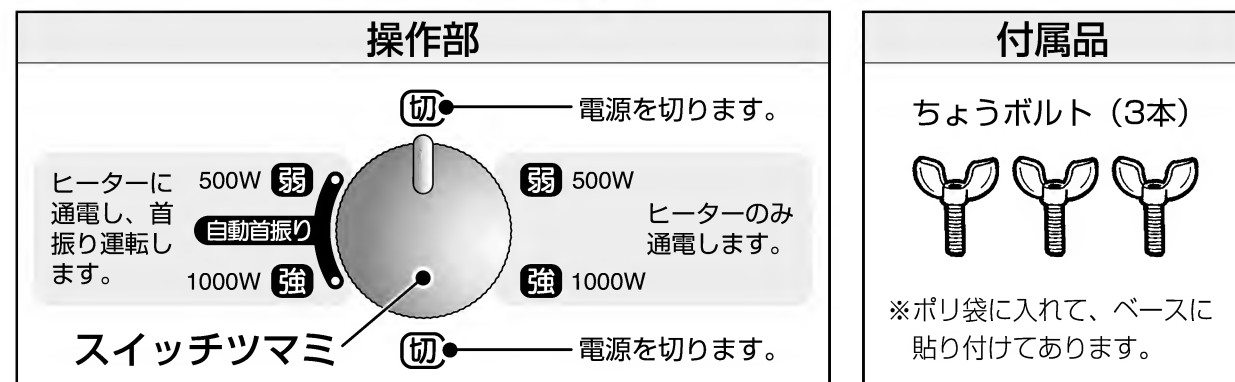 操作部
切
電源を切ります。
ヒーターに
通電し、首
振り運転し
ます。
500W 弱
自動首振り
1000W 強
弱 500W
ヒーターのみ
通電します。
強 1000W
スイッチツマミ
切
電源を切ります。
付属品
ちょうボルト（3本）
※ポリ袋に入れて、ベースに
貼り付けてあります。